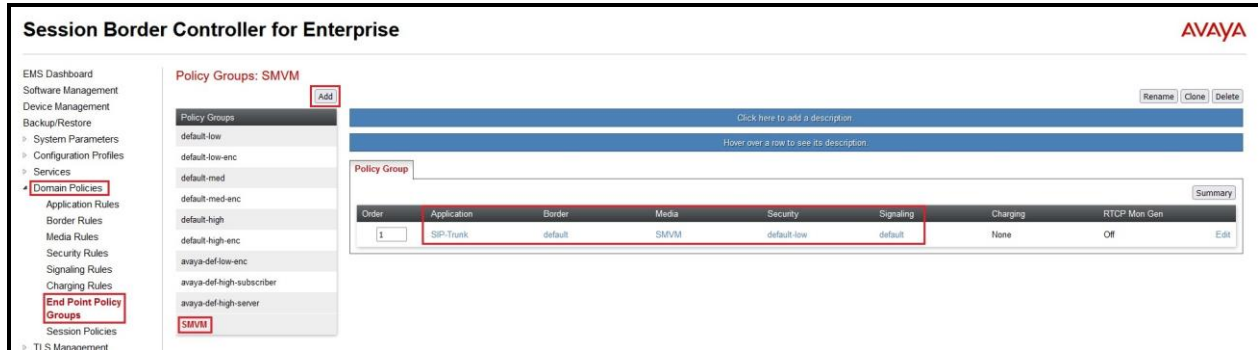 Session Border Controller for Enterprise
AVAYA
EMS Dashboard
Software Management
Device Management
Backup/Restore
System Parameters
Configuration Profiles
Services
Domain Policies
Application Rules
Border Rules
Media Rules
Security Rules
Signaling Rules
Charging Rules
End Point Policy
Groups
Session Policies
TLS Management
Policy Groups: SMVM
Add
Rename Clone Delete
Policy Groups
default-low
default-low-enc
default-med
default-med-enc
default-high
default-high-enc
avaya-def-low-enc
avaya-def-high-subscriber
avaya-def-high-server
SMVM
Click here to add a description.
Hover over a row to see its description.
Policy Group
Summary
Order Application Border Media Security Signaling Charging RTCP Mon Gen
1 SIP-Trunk default SMVM default-low default None Off Edit